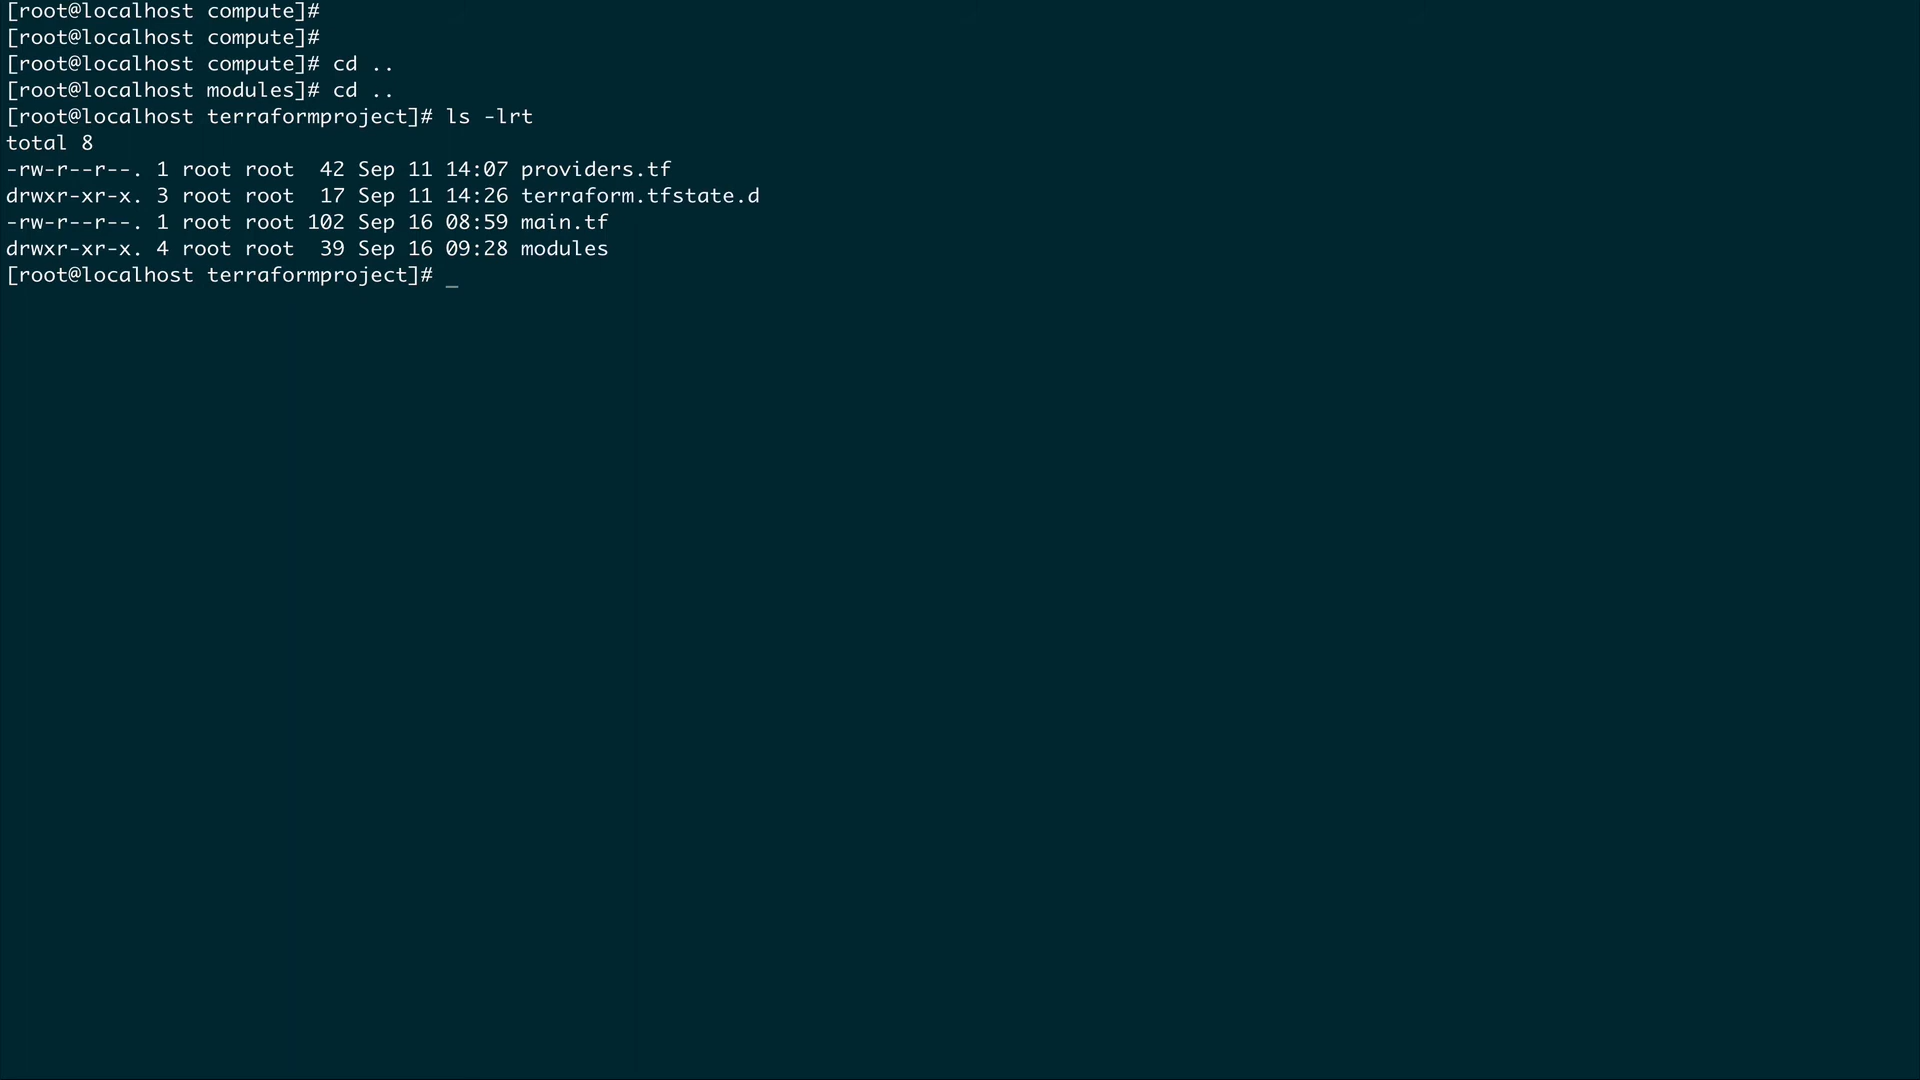 [root@localhost compute]#
[root@localhost compute]#
[root@localhost compute]# cd ..
[root@localhost modules]# cd ..
[root@localhost terraformproject]# ls -lrt
total 8
-rw-r--r--. 1 root root  42 Sep 11 14:07 providers.tf
drwxr-xr-x. 3 root root  17 Sep 11 14:26 terraform.tfstate.d
-rw-r--r--. 1 root root 102 Sep 16 08:59 main.tf
drwxr-xr-x. 4 root root  39 Sep 16 09:28 modules
[root@localhost terraformproject]# _